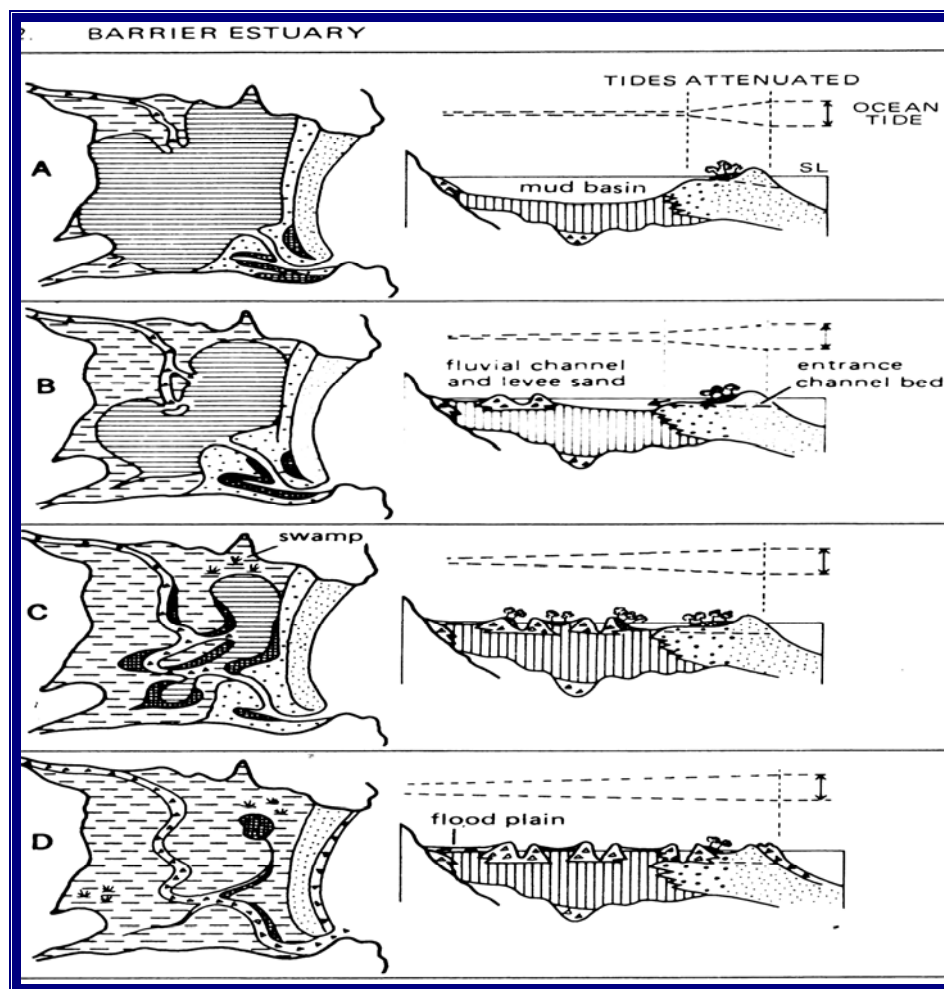 2. BARRIER ESTUARY
TIDES ATTENUATED
OCEAN
TIDE
A
SL
mud basin
B
fluvial channel
and levee sand
entrance
channel bed
swamp
C
D
flood plain